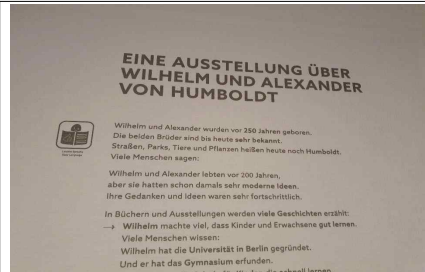 EINE AUSSTELLUNG ÜBER
WILHELM UND ALEXANDER
VON HUMBOLDT
Wilhelm und Alexander wurden vor 250 Jahren geboren.
Die beiden Brüder sind bis heute sehr bekannt.
Straßen, Parks, Tiere und Pflanzen heißen heute noch Humboldt.
Viele Menschen sagen:
Wilhelm und Alexander lebten vor 200 Jahren,
aber sie hatten schon damals sehr moderne Ideen.
Ihre Gedanken und Ideen waren sehr fortschrittlich.
In Büchern und Ausstellungen werden viele Geschichten erzählt:
→ Wilhelm machte viel, dass Kinder und Erwachsene gut lernen.
Viele Menschen wissen:
Wilhelm hat die Universität in Berlin gegründet.
Und er hat das Gymnasium erfunden.
die schnell lernen